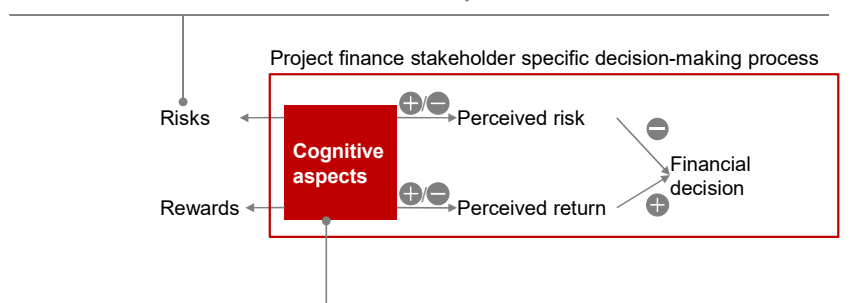 Project finance stakeholder specific decision-making process
+/−
Risks
Perceived risk
−
Cognitive
aspects
Financial
decision
+/−
Rewards
Perceived return
+